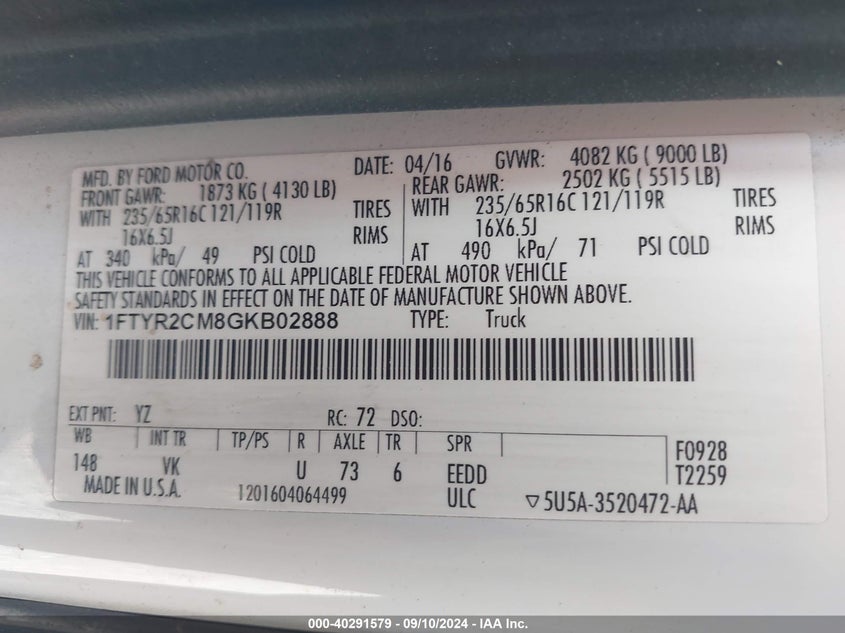 MFD. BY FORD MOTOR CO. DATE: 04/16 GVWR: 4082 KG ( 9000 LB)
FRONT GAWR: 1873 KG ( 4130 LB) REAR GAWR: 2502 KG ( 5515 LB)
WITH 235/65R16C 121/119R TIRES WITH 235/65R16C 121/119R TIRES
16X6.5J RIMS 16X6.5J RIMS
AT 340 kPa/ 49 PSI COLD AT 490 kPa/ 71 PSI COLD
THIS VEHICLE CONFORMS TO ALL APPLICABLE FEDERAL MOTOR VEHICLE
SAFETY STANDARDS IN EFFECT ON THE DATE OF MANUFACTURE SHOWN ABOVE.
VIN: 1FTYR2CM8GKB02888 TYPE: Truck
EXT PNT: YZ RC: 72 DSO:
WB INT TR TP/PS R AXLE TR SPR F0928
148 VK U 73 6 EEDD T2259
MADE IN U.S.A. 1201604064499 ULC ▽5U5A-3520472-AA
000-40291579 — 09/10/2024 - IAA Inc.